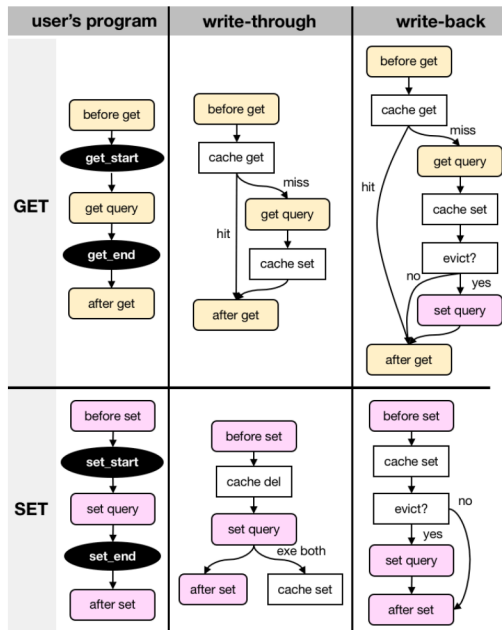 user's program
write-through
write-back
GET
before get
get_start
get query
get_end
after get
before get
cache get
miss
get query
hit
cache set
after get
before get
cache get
miss
get query
hit
cache set
evict?
no
yes
set query
after get
SET
before set
set_start
set query
set_end
after set
before set
cache del
set query
exe both
after set
cache set
before set
cache set
no
evict?
yes
set query
after set